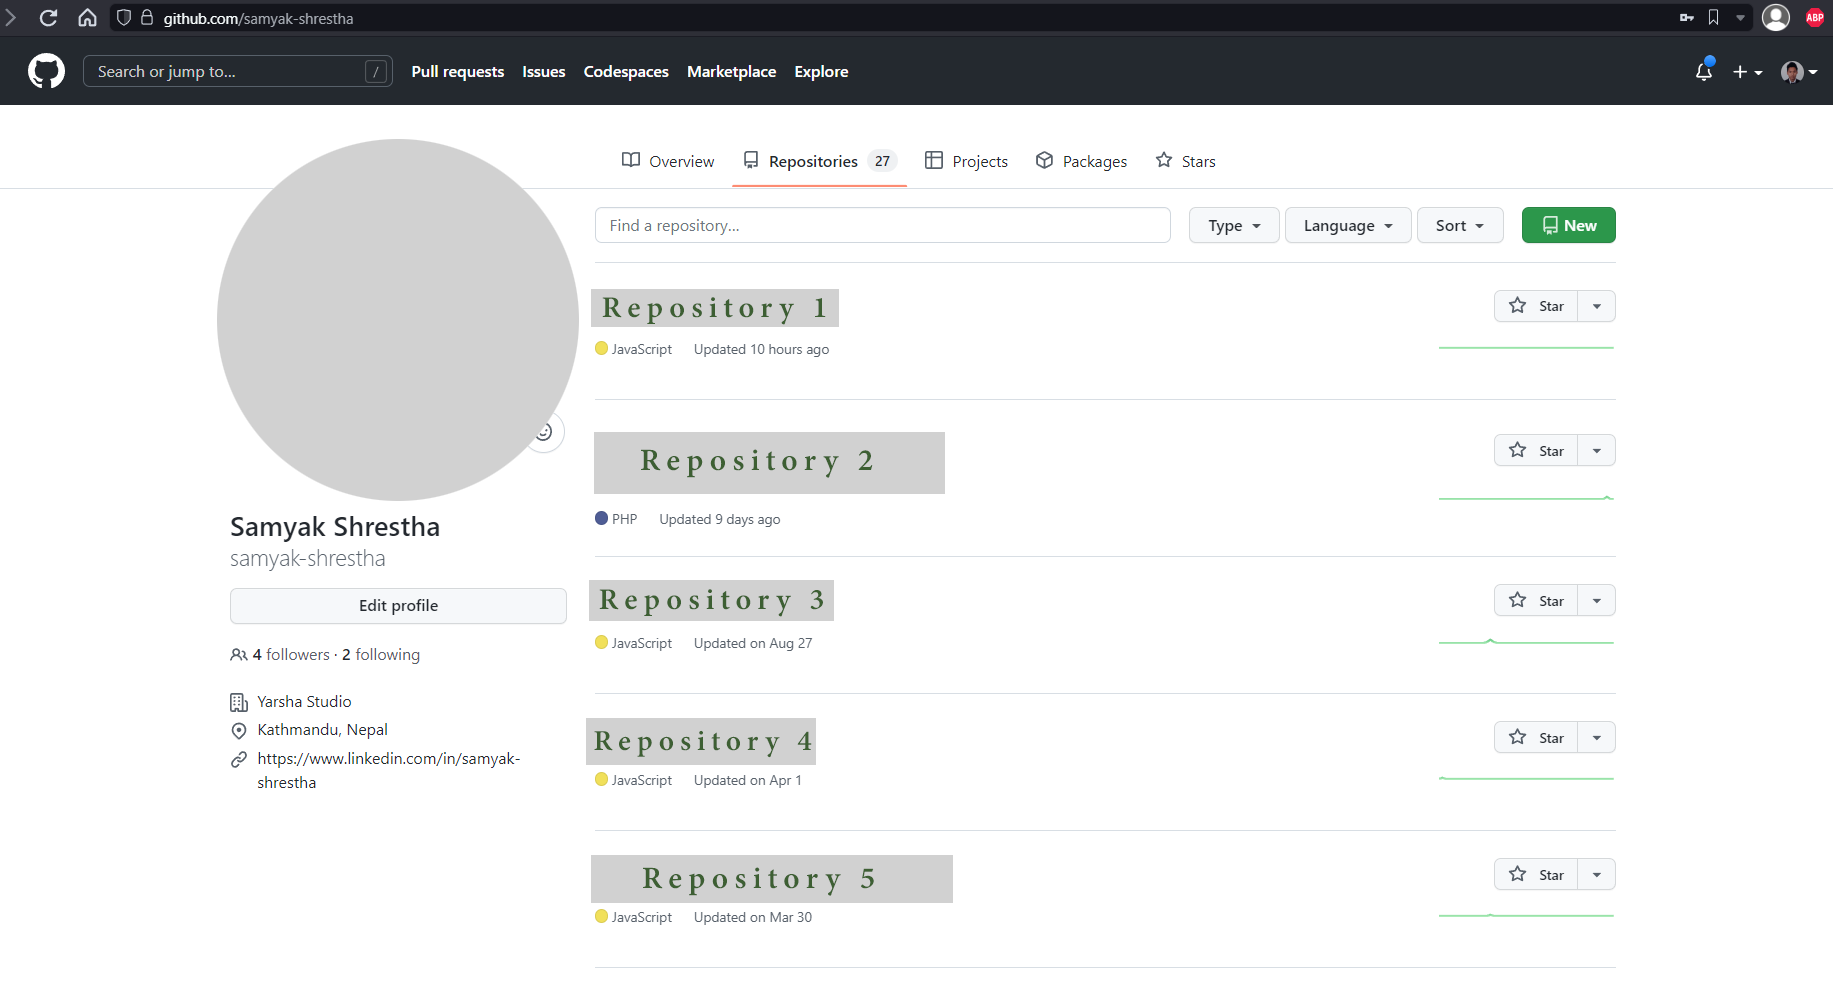 github.com/samyak-shrestha
ABP
Search or jump to... /
Pull requests Issues Codespaces Marketplace Explore
Overview Repositories 27 Projects Packages Stars
Find a repository...
Type Language Sort New
Repository 1
Star
JavaScript Updated 10 hours ago
Repository 2
Star
PHP Updated 9 days ago
Repository 3
Star
JavaScript Updated on Aug 27
Repository 4
Star
JavaScript Updated on Apr 1
Repository 5
Star
JavaScript Updated on Mar 30
Samyak Shrestha
samyak-shrestha
Edit profile
4 followers · 2 following
Yarsha Studio
Kathmandu, Nepal
https://www.linkedin.com/in/samyak-
shrestha